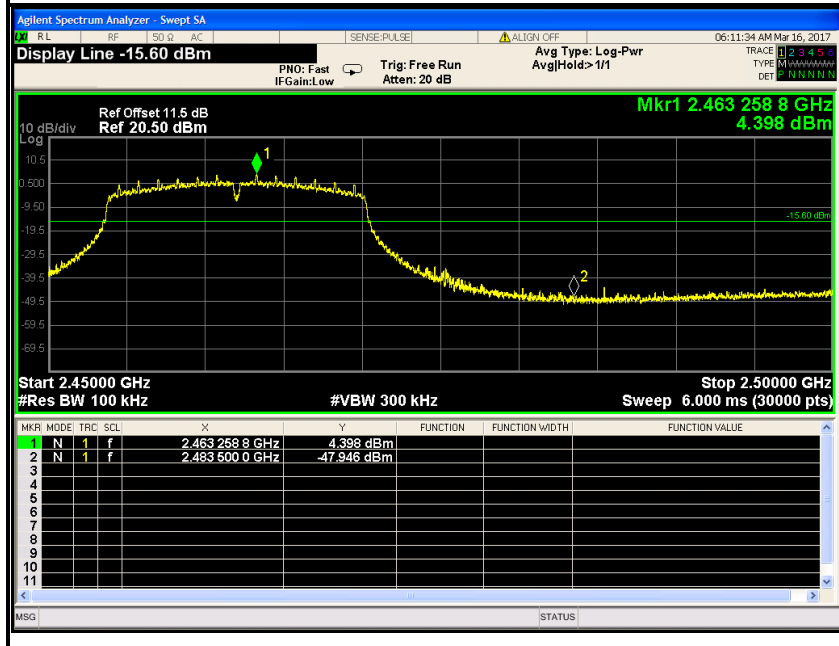 Agilent Spectrum Analyzer - Swept SA
LXI RL RF 50 Ω AC SENSE:PULSE ALIGN OFF 06:11:34 AM Mar 16, 2017
Display Line -15.60 dBm
Avg Type: Log-Pwr
TRACE 1 2 3 4 5 6
PNO: Fast Trig: Free Run Avg|Hold:>1/1
TYPE M WWWWW
IFGain:Low Atten: 20 dB
DET P N N N N N
Mkr1 2.463 258 8 GHz
4.398 dBm
Ref Offset 11.5 dB
10 dB/div Ref 20.50 dBm
Log
10.5
0.500
-9.50
-19.5
-29.5
-39.5
-49.5
-59.5
-69.5
1
-15.60 dBm
2
Start 2.45000 GHz Stop 2.50000 GHz
#Res BW 100 kHz #VBW 300 kHz Sweep 6.000 ms (30000 pts)
MKR MODE TRC SCL X Y FUNCTION FUNCTION WIDTH FUNCTION VALUE
1 N 1 f 2.463 258 8 GHz 4.398 dBm
2 N 1 f 2.483 500 0 GHz -47.946 dBm
3
4
5
6
7
8
9
10
11
MSG STATUS